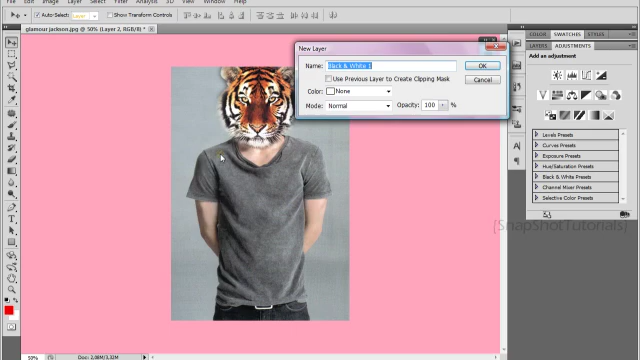 File Edit Image Layer Select Filter Analysis 3D View Window Help
Auto-Select: Layer Show Transform Controls
glamour jackson.jpg @ 50% (Layer 2, RGB/8) *
New Layer
Name: Black & White 1
OK
Use Previous Layer to Create Clipping Mask
Cancel
Color: None
Mode: Normal Opacity: 100 %
COLOR SWATCHES STYLES
LAYERS ADJUSTMENTS
Add an adjustment
Levels Presets
Curves Presets
Exposure Presets
Hue/Saturation Presets
Black & White Presets
Channel Mixer Presets
Selective Color Presets
{SnapShotTutorials}
50% Doc: 2,08M/3,32M